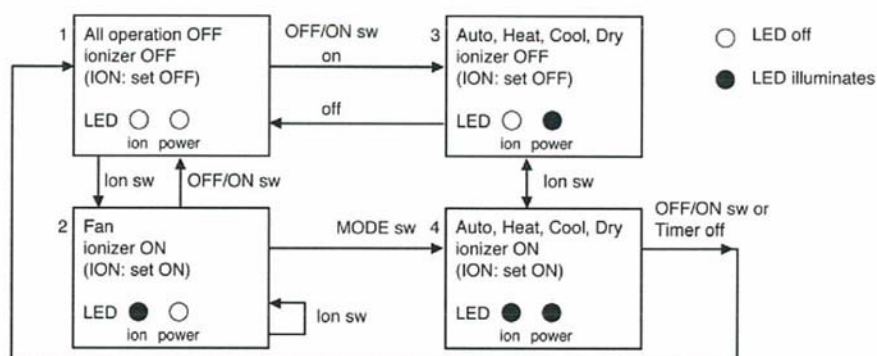 1 All operation OFF
ionizer OFF
(ION: set OFF)
LED
ion power
OFF/ON sw
on
off
3 Auto, Heat, Cool, Dry
ionizer OFF
(ION: set OFF)
LED
ion power
LED off
LED illuminates
Ion sw
OFF/ON sw
Ion sw
2 Fan
ionizer ON
(ION: set ON)
LED
ion power
MODE sw
Ion sw
4 Auto, Heat, Cool, Dry
ionizer ON
(ION: set ON)
LED
ion power
OFF/ON sw or
Timer off